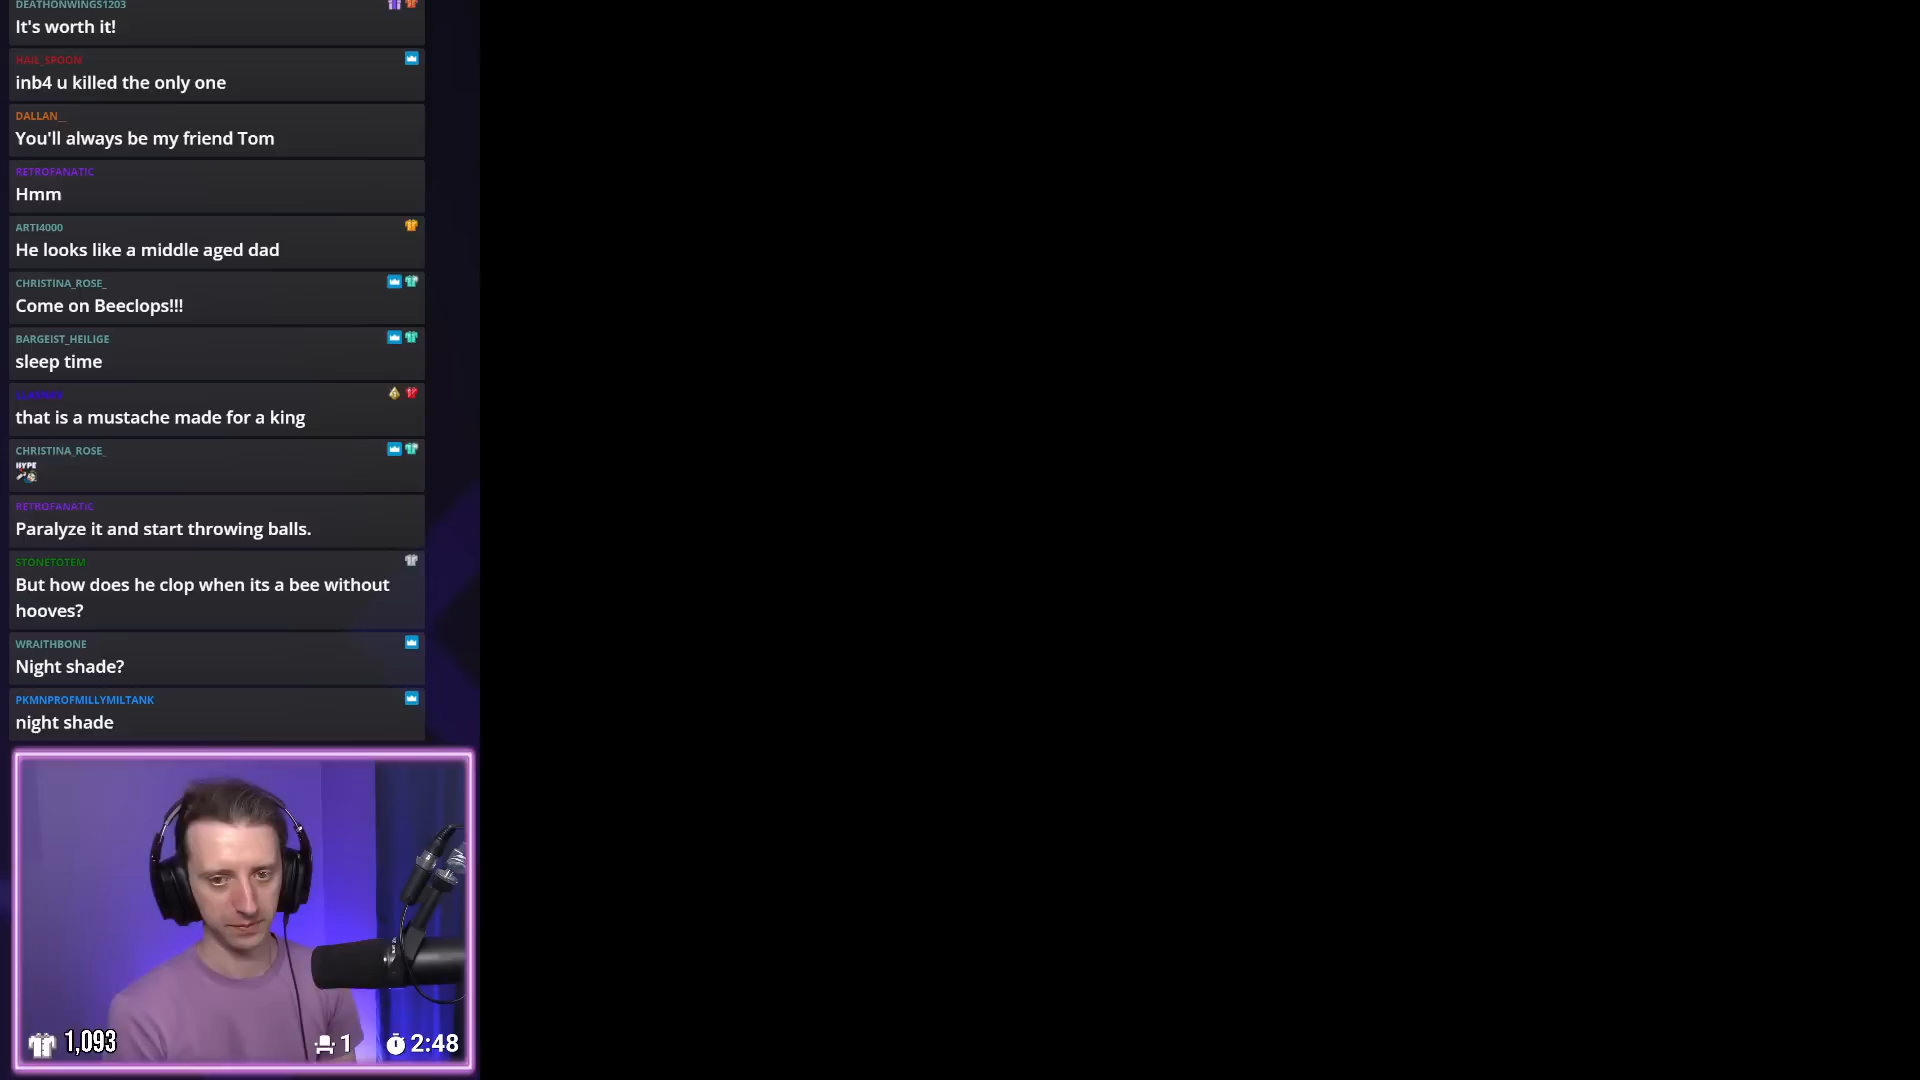 DEATHONWINGS1203
It's worth it!
HAIL_SPOON
inb4 u killed the only one
DALLAN__
You'll always be my friend Tom
RETROFANATIC
Hmm
ARTI4000
He looks like a middle aged dad
CHRISTINA_ROSE_
Come on Beeclops!!!
BARGEIST_HEILIGE
sleep time
that is a mustache made for a king
CHRISTINA_ROSE_
HYPE
RETROFANATIC
Paralyze it and start throwing balls.
STONETOTEM
But how does he clop when its a bee without
hooves?
WRAITHBONE
Night shade?
PKMNPROFMILLYMILTANK
night shade
1,093
1
2:48